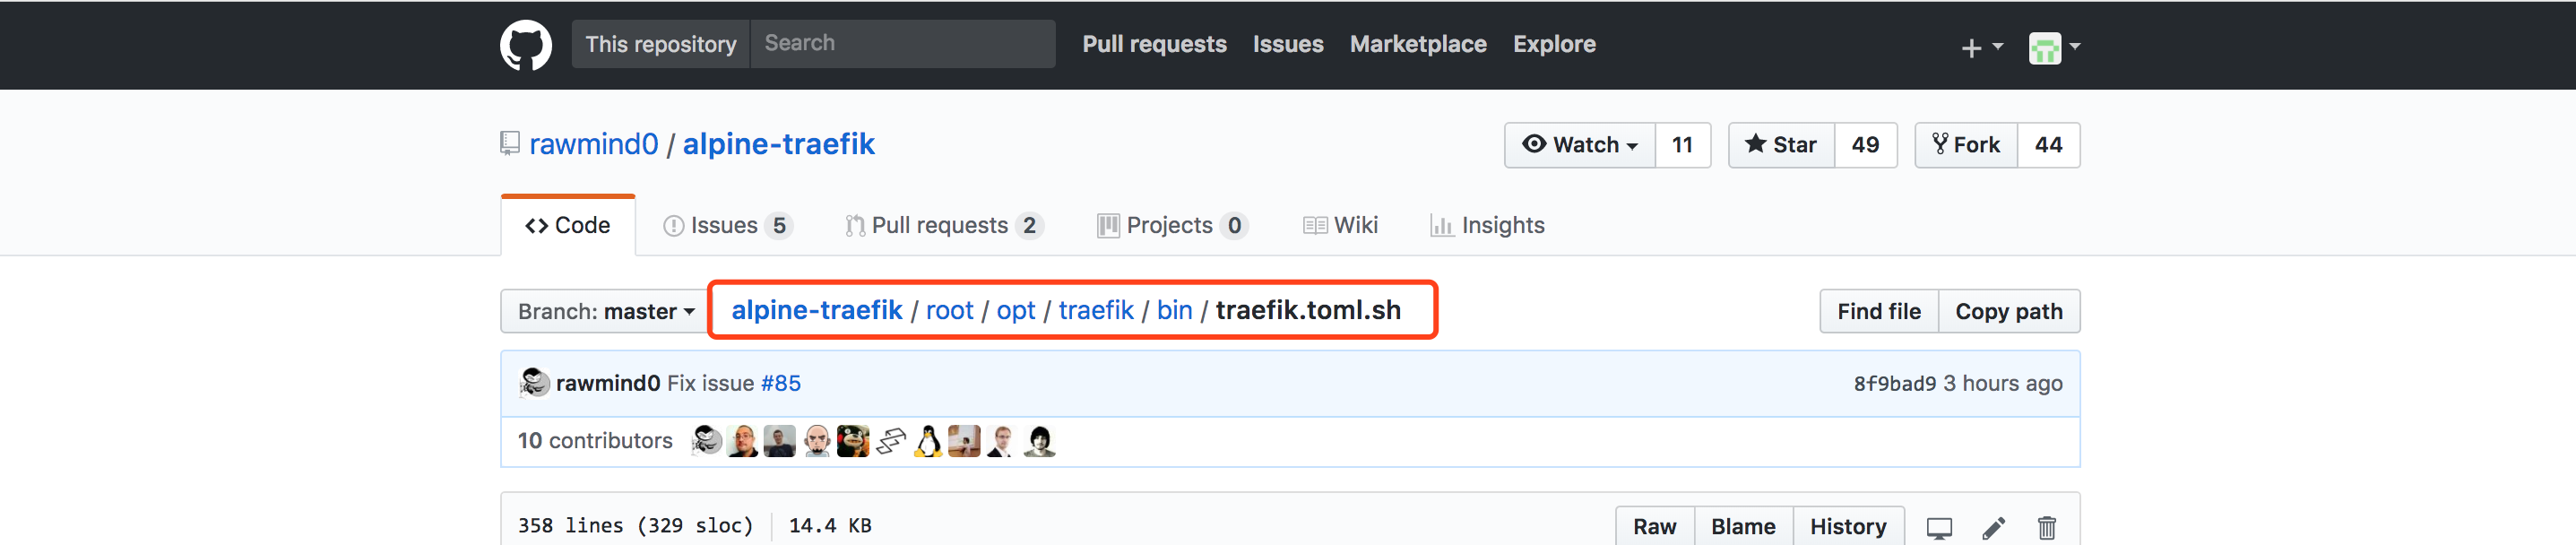 This repository Search Pull requests Issues Marketplace Explore
rawmind0 / alpine-traefik Watch 11 Star 49 Fork 44
Code Issues 5 Pull requests 2 Projects 0 Wiki Insights
Branch: master alpine-traefik / root / opt / traefik / bin / traefik.toml.sh Find file Copy path
rawmind0 Fix issue #85 8f9bad9 3 hours ago
10 contributors
358 lines (329 sloc) 14.4 KB Raw Blame History